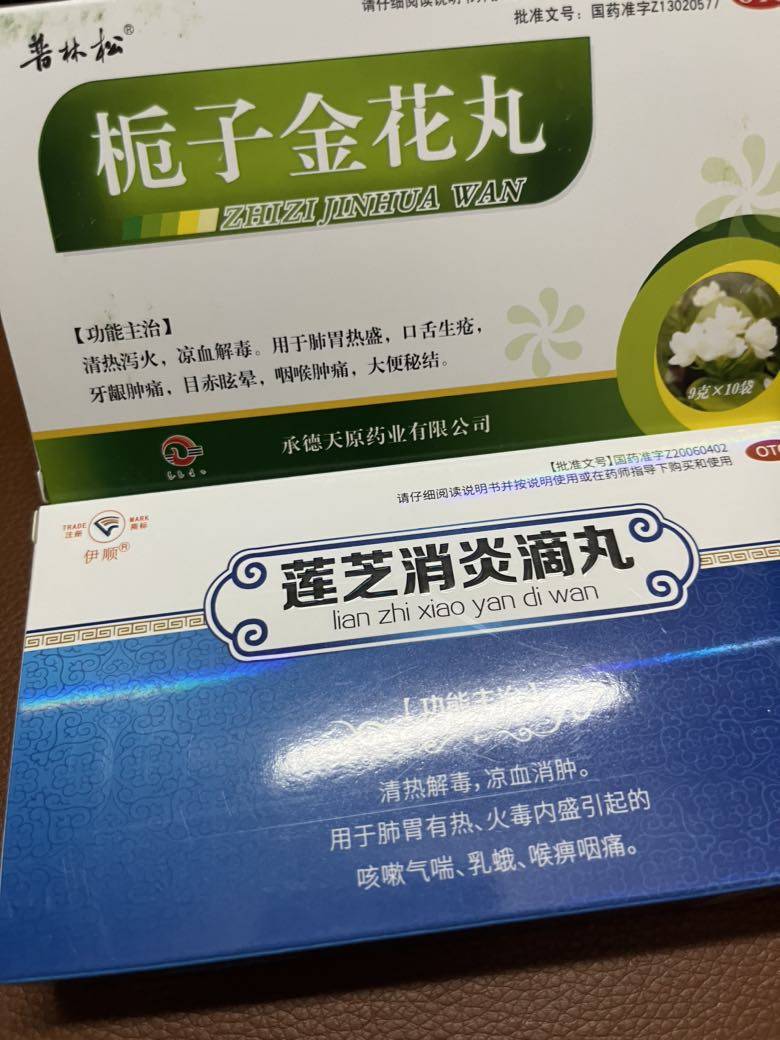 普林松®
批准文号：国药准字Z13020577
栀子金花丸
ZHIZI JINHUA WAN
【功能主治】
清热泻火，凉血解毒。用于肺胃热盛，口舌生疮，
牙龈肿痛，目赤眩晕，咽喉肿痛，大便秘结。
9克×10袋
承德天原药业有限公司
【批准文号】国药准字Z20060402
请仔细阅读说明书并按说明使用或在药师指导下购买和使用
OTC
TRADE MARK
注册 商标
伊顺®
莲芝消炎滴丸
lian zhi xiao yan di wan
【功能主治】
清热解毒，凉血消肿。
用于肺胃有热、火毒内盛引起的
咳嗽气喘、乳蛾、喉痹咽痛。